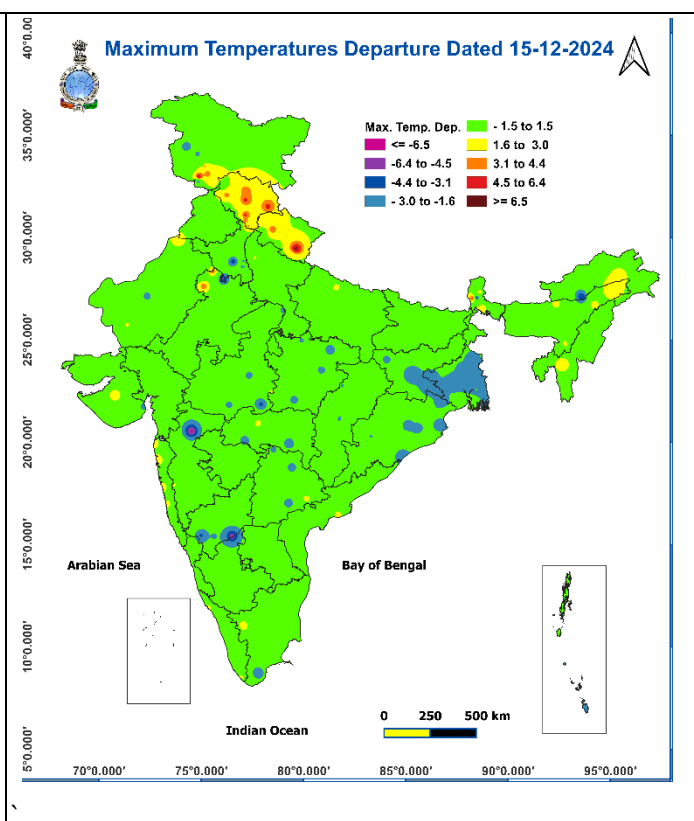 Maximum Temperatures Departure Dated 15-12-2024
Max. Temp. Dep.
<= -6.5
-6.4 to -4.5
-4.4 to -3.1
- 3.0 to -1.6
- 1.5 to 1.5
1.6 to 3.0
3.1 to 4.4
4.5 to 6.4
>= 6.5
40°0.000'
35°0.000'
30°0.000'
25°0.000'
20°0.000'
15°0.000'
10°0.000'
5°0.000'
Arabian Sea
Bay of Bengal
Indian Ocean
0 250 500 km
70°0.000' 75°0.000' 80°0.000' 85°0.000' 90°0.000' 95°0.000'
`